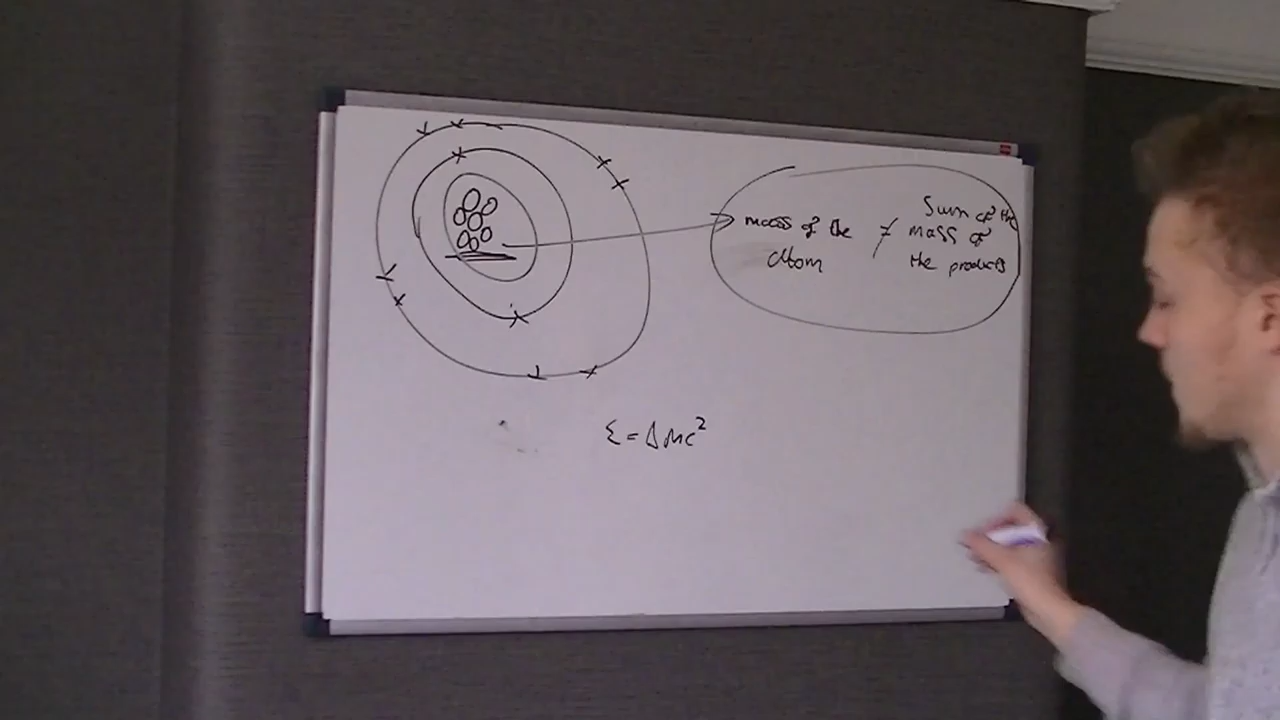 mass of the
Atom
≠
Sum of the
mass of
the products
E = Δmc²